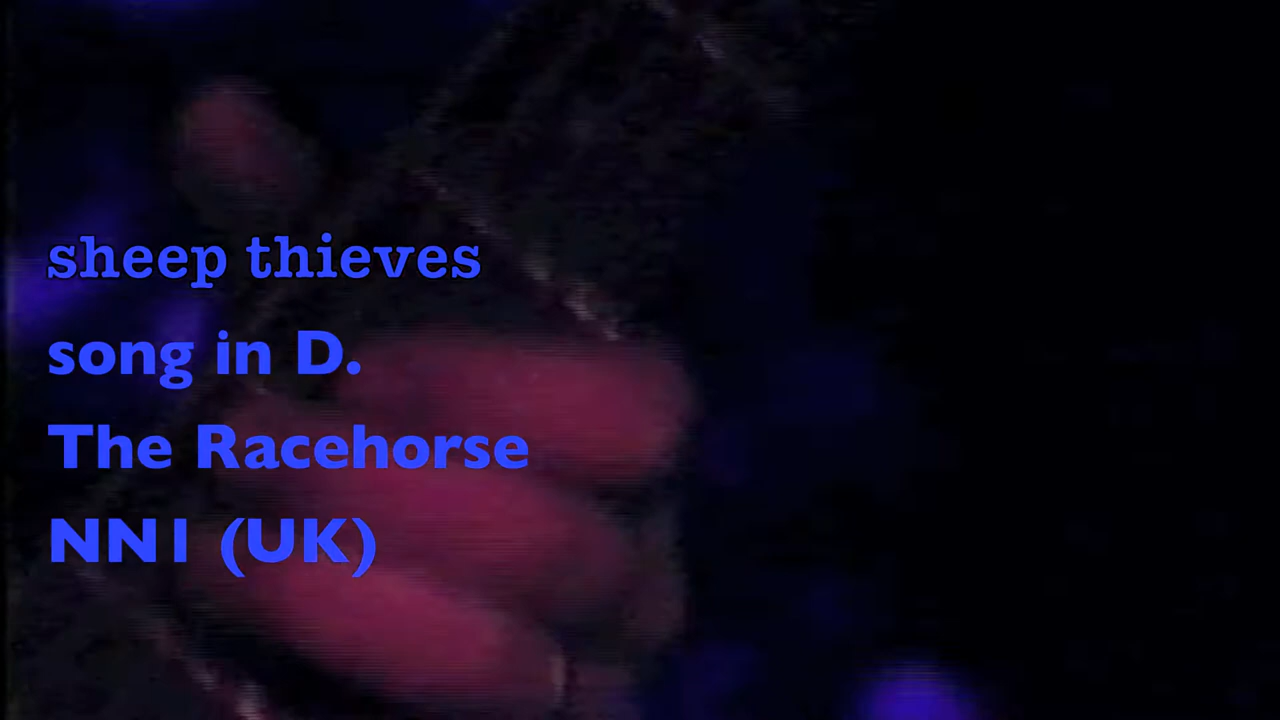 sheep thieves
song in D.
The Racehorse
NN1 (UK)